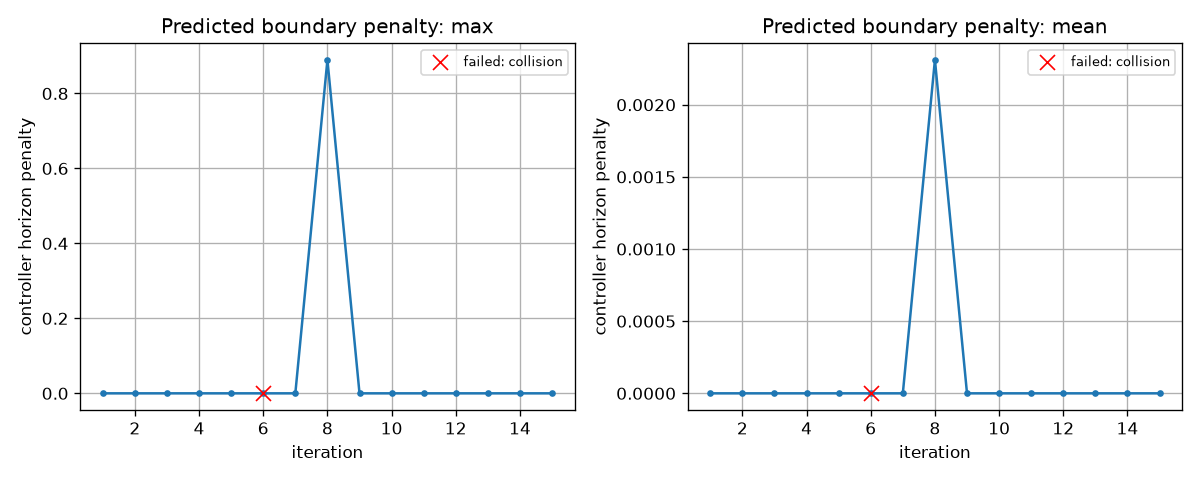 Predicted boundary penalty: max
failed: collision
controller horizon penalty
0.8
0.6
0.4
0.2
0.0
2 4 6 8 10 12 14
iteration
Predicted boundary penalty: mean
failed: collision
controller horizon penalty
0.0020
0.0015
0.0010
0.0005
0.0000
2 4 6 8 10 12 14
iteration